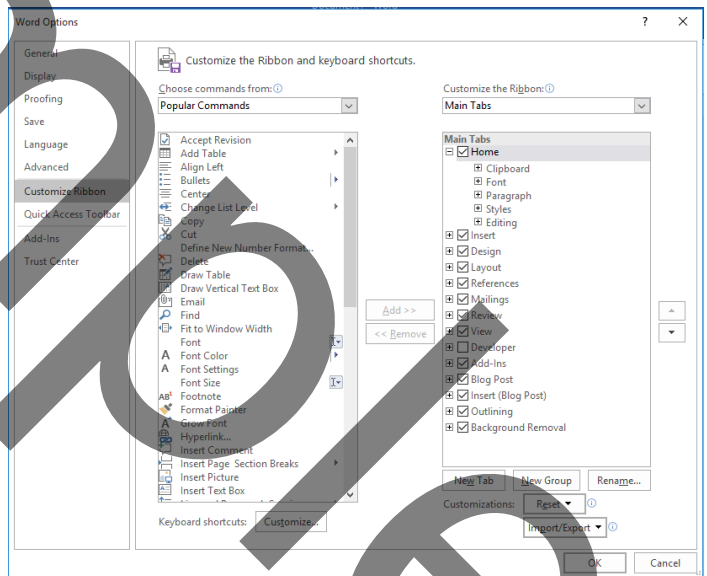 Word Options
?
General
Display
Proofing
Save
Language
Advanced
Customize Ribbon
Quick Access Toolbar
Add-Ins
Trust Center
Customize the Ribbon and keyboard shortcuts.
Choose commands from:
Popular Commands
Accept Revision
Add Table
Align Left
Bullets
Center
Change List Level
Copy
Cut
Define New Number Format...
Delete
Draw Table
Draw Vertical Text Box
Email
Find
Fit to Window Width
Font
Font Color
Font Settings
Font Size
Footnote
Format Painter
Grow Font
Hyperlink...
Insert Comment
Insert Page Section Breaks
Insert Picture
Insert Text Box
Keyboard shortcuts: Customize...
Add >>
<< Remove
Customize the Ribbon:
Main Tabs
Main Tabs
Home
Clipboard
Font
Paragraph
Styles
Editing
Insert
Design
Layout
References
Mailings
Review
View
Developer
Add-Ins
Blog Post
Insert (Blog Post)
Outlining
Background Removal
New Tab New Group Rename...
Customizations: Reset
Import/Export
OK Cancel